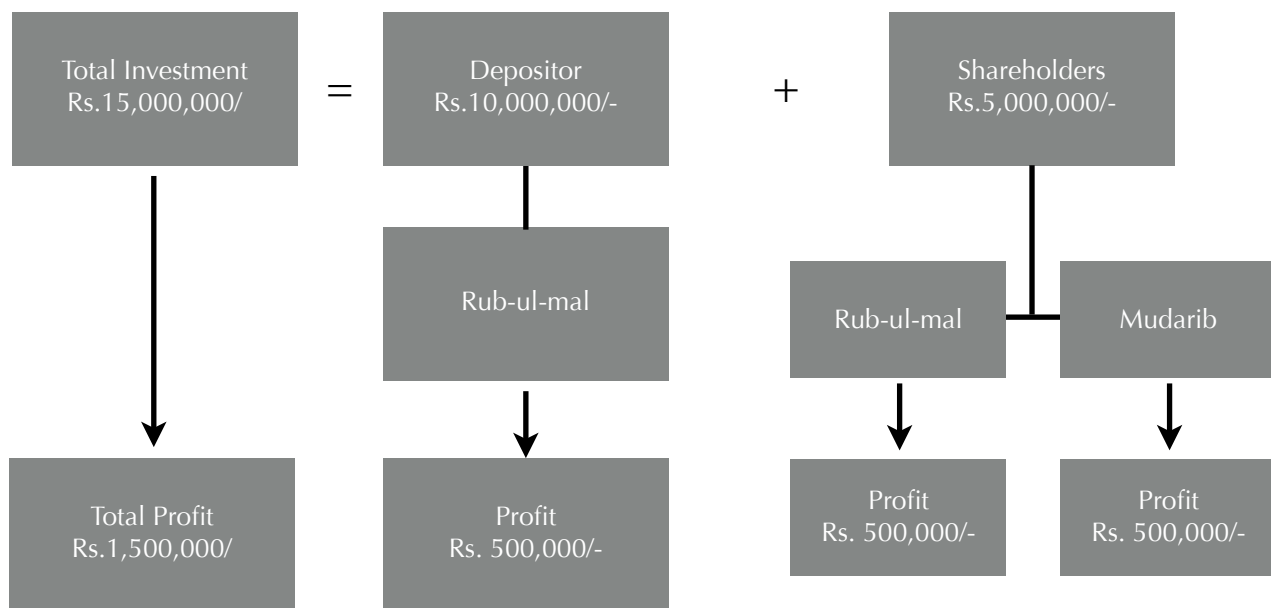 Total Investment
Rs.15,000,000/
=
Depositor
Rs.10,000,000/-
+
Shareholders
Rs.5,000,000/-
Rub-ul-mal
Rub-ul-mal
Mudarib
Total Profit
Rs.1,500,000/
Profit
Rs. 500,000/-
Profit
Rs. 500,000/-
Profit
Rs. 500,000/-